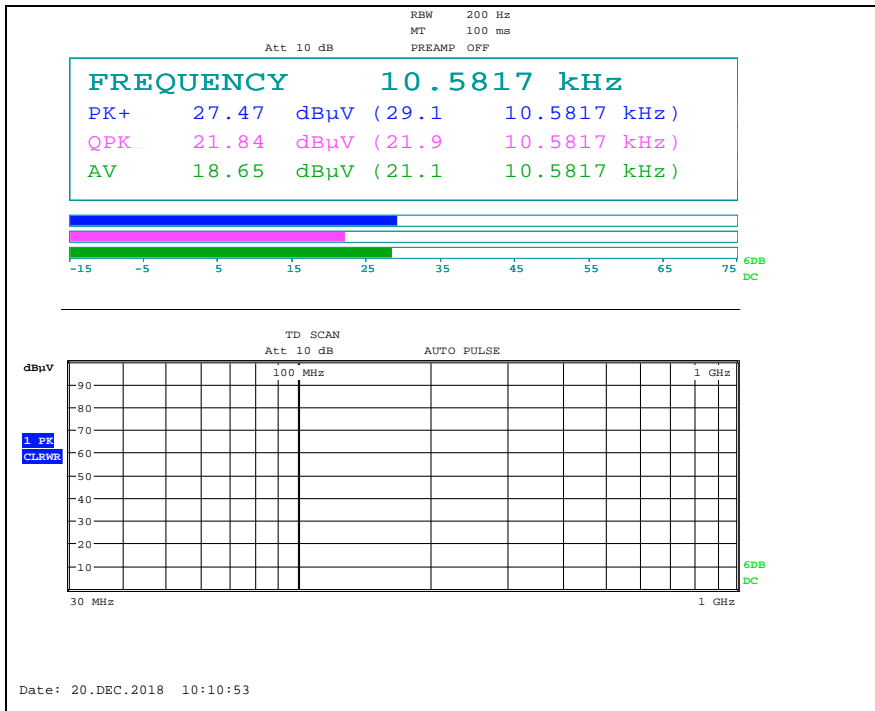 RBW 200 Hz
MT 100 ms
Att 10 dB PREAMP OFF
FREQUENCY 10.5817 kHz
PK+ 27.47 dBµV (29.1 10.5817 kHz)
QPK 21.84 dBµV (21.9 10.5817 kHz)
AV 18.65 dBµV (21.1 10.5817 kHz)
-15 -5 5 15 25 35 45 55 65 75
6DB
DC
TD SCAN
Att 10 dB AUTO PULSE
dBµV
100 MHz 1 GHz
90
80
70
1 PK
60
CLRWR
50
40
30
20
10
6DB
DC
30 MHz 1 GHz
Date: 20.DEC.2018 10:10:53